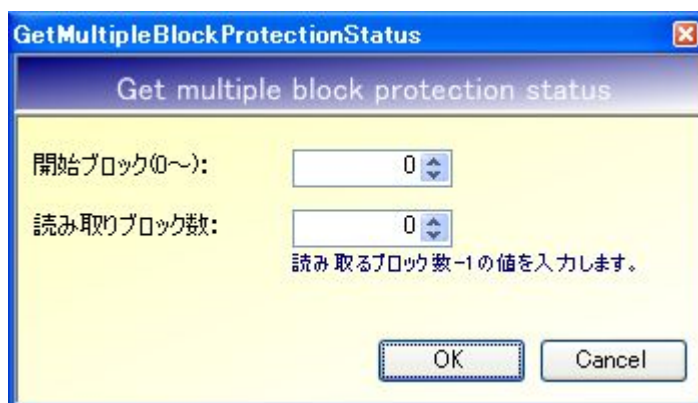 GetMultipleBlockProtectionStatus
Get multiple block protection status
開始ブロック(0～): 0
読み取りブロック数: 0
読み取るブロック数-1の値を入力します。
OK Cancel